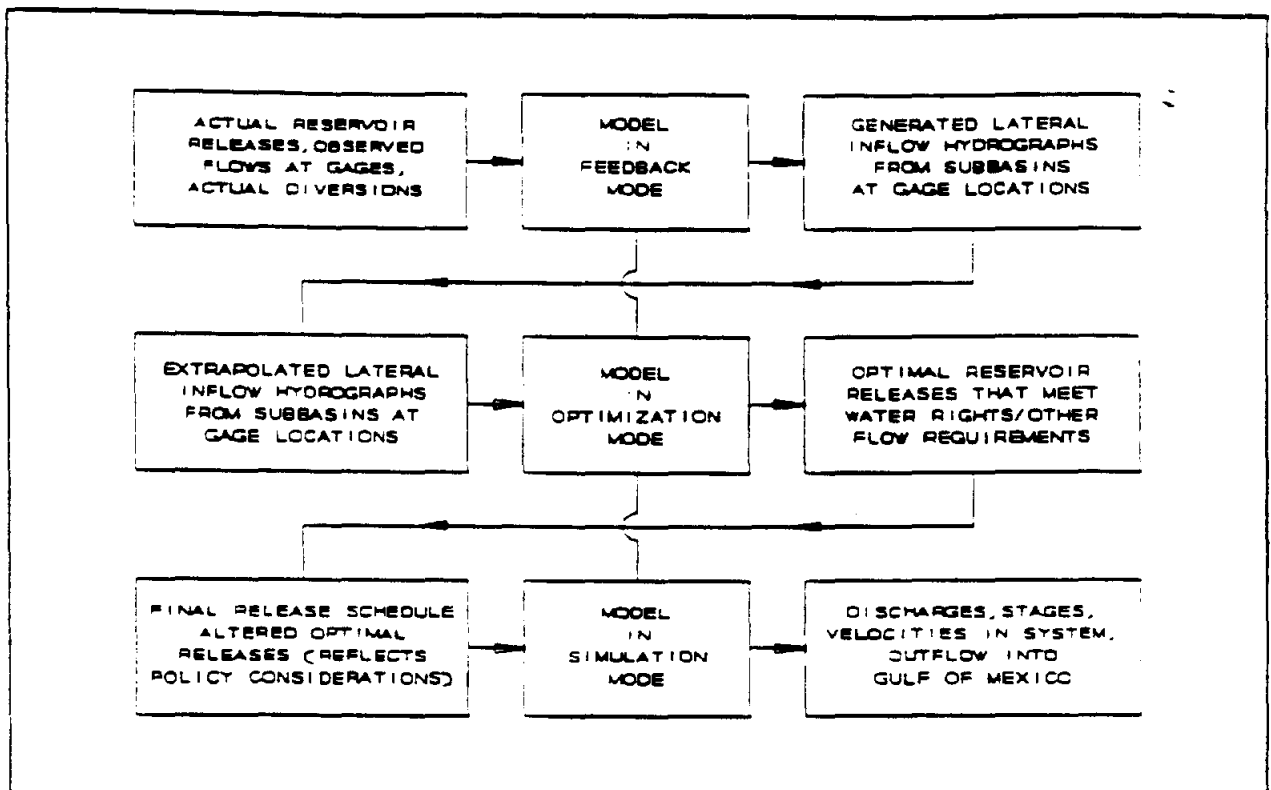 ACTUAL RESERVOIR
RELEASES, OBSERVED
FLOWS AT GAGES,
ACTUAL DIVERSIONS
MODEL
IN
FEEDBACK
MODE
GENERATED LATERAL
INFLOW HYDROGRAPHS
FROM SUBBASINS
AT GAGE LOCATIONS
EXTRAPOLATED LATERAL
INFLOW HYDROGRAPHS
FROM SUBBASINS AT
GAGE LOCATIONS
MODEL
IN
OPTIMIZATION
MODE
OPTIMAL RESERVOIR
RELEASES THAT MEET
WATER RIGHTS/OTHER
FLOW REQUIREMENTS
FINAL RELEASE SCHEDULE
ALTERED OPTIMAL
RELEASES (REFLECTS
POLICY CONSIDERATIONS)
MODEL
IN
SIMULATION
MODE
DISCHARGES, STAGES,
VELOCITIES IN SYSTEM,
OUTFLOW INTO
GULF OF MEXICO